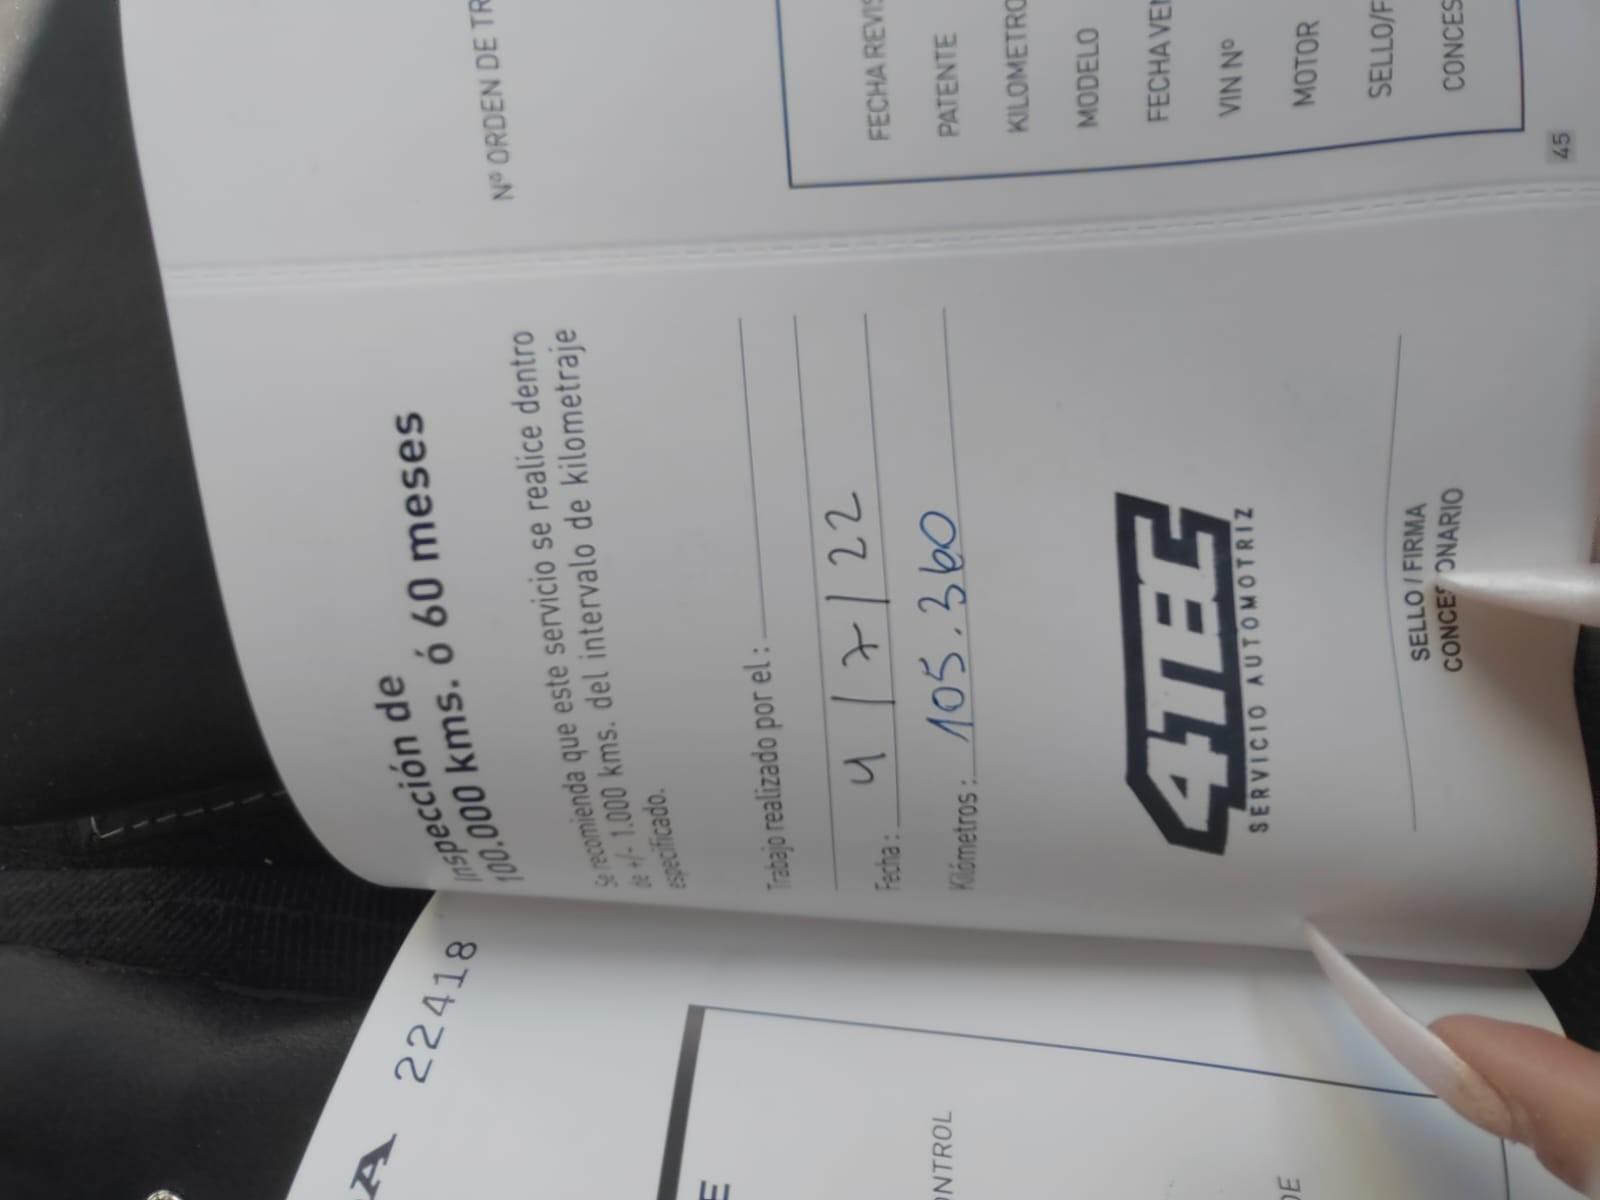 Inspección de
100.000 kms. ó 60 meses
Se recomienda que este servicio se realice dentro
de +/- 1.000 kms. del intervalo de kilometraje
especificado.
Trabajo realizado por el :
Fecha : 4 / 7 / 22
Kilómetros : 105.360
4TEC
SERVICIO AUTOMOTRIZ
SELLO / FIRMA
CONCESIONARIO
Nº ORDEN DE TR
FECHA REVIS
PATENTE
KILOMETRO
MODELO
FECHA VEN
VIN Nº
MOTOR
SELLO/F
CONCES
45
A 22418
E
ONTROL
DE